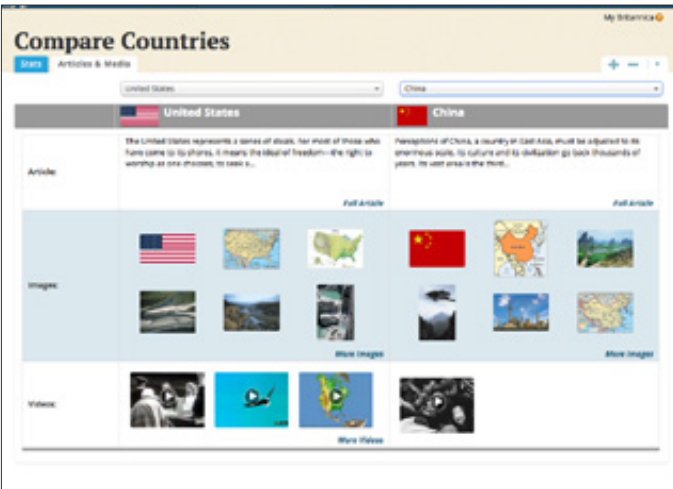 My Britannica
Compare Countries
Stats Articles & Media
United States China
United States China
Article:
The United States represents a series of ideals. For most of those who
have come to its shores, it means the ideal of freedom—the right to
worship as one chooses, to seek a...
Full Article
Perceptions of China, a country in East Asia, must be adjusted to its
enormous scale. Its culture and its civilization go back thousands of
years. Its vast area is the third...
Full Article
Images:
More Images
More Images
Videos:
More Videos